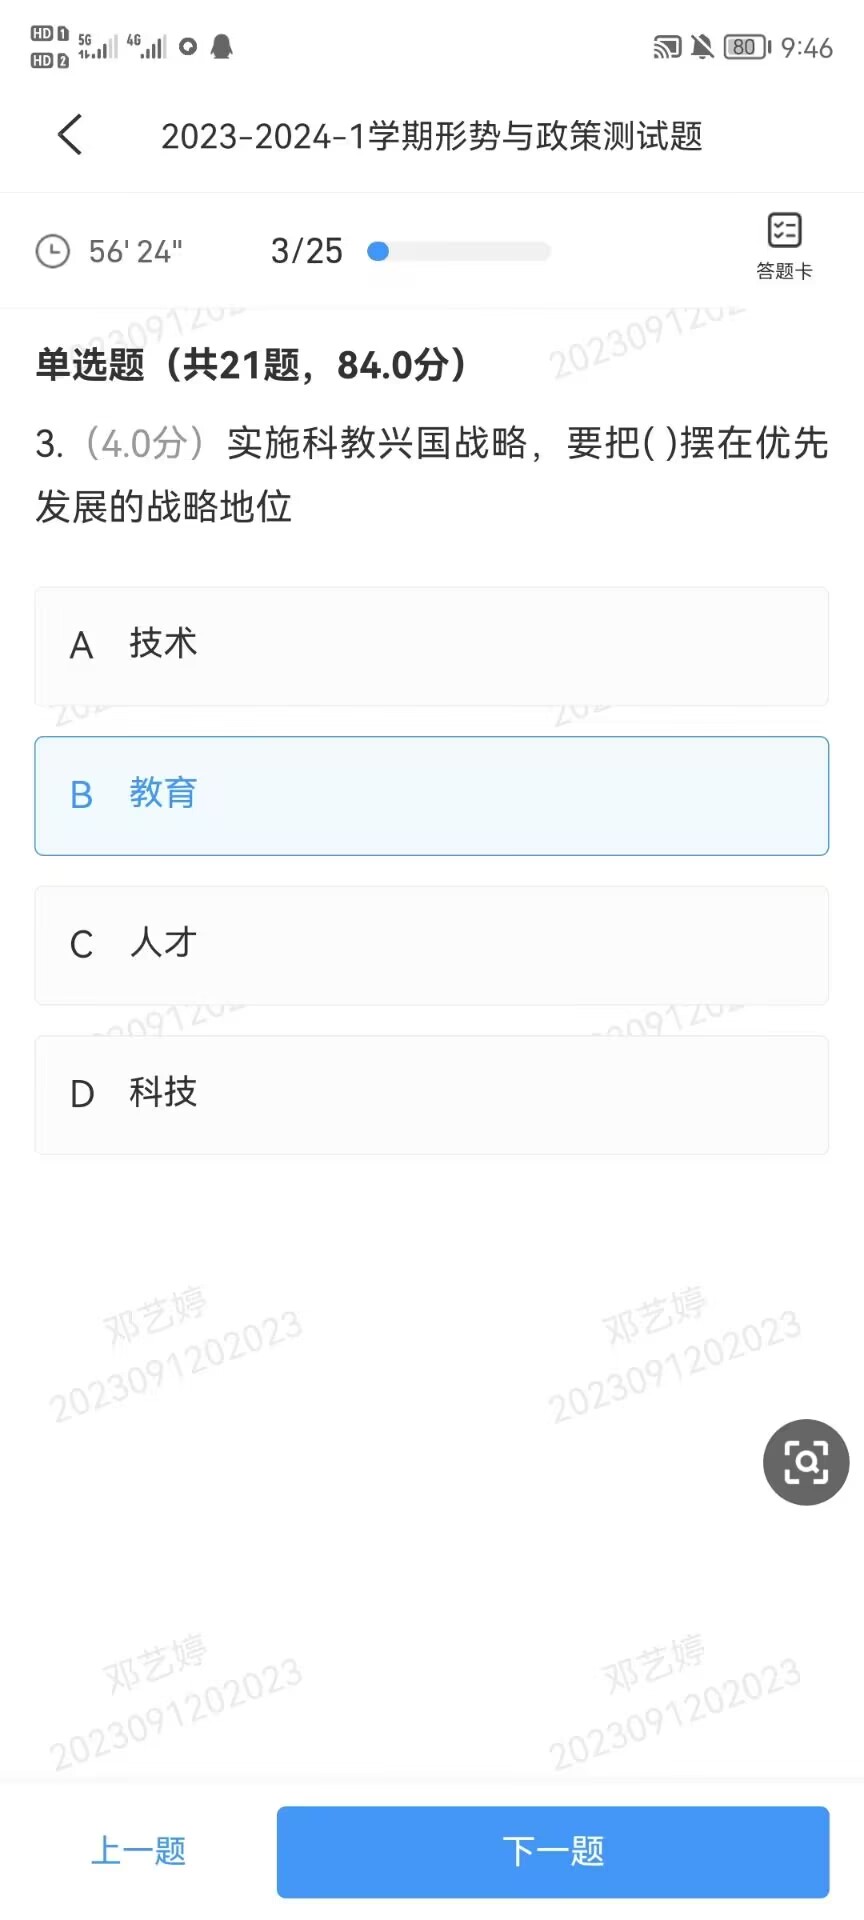 HD 1 5G 4G 80 9:46
HD 2
2023-2024-1学期形势与政策测试题
56'24" 3/25
答题卡
单选题（共21题，84.0分）
3.（4.0分）实施科教兴国战略，要把( )摆在优先
发展的战略地位
A 技术
B 教育
C 人才
D 科技
邓艺婷 邓艺婷
2023091202023 2023091202023
邓艺婷 邓艺婷
2023091202023 2023091202023
上一题 下一题